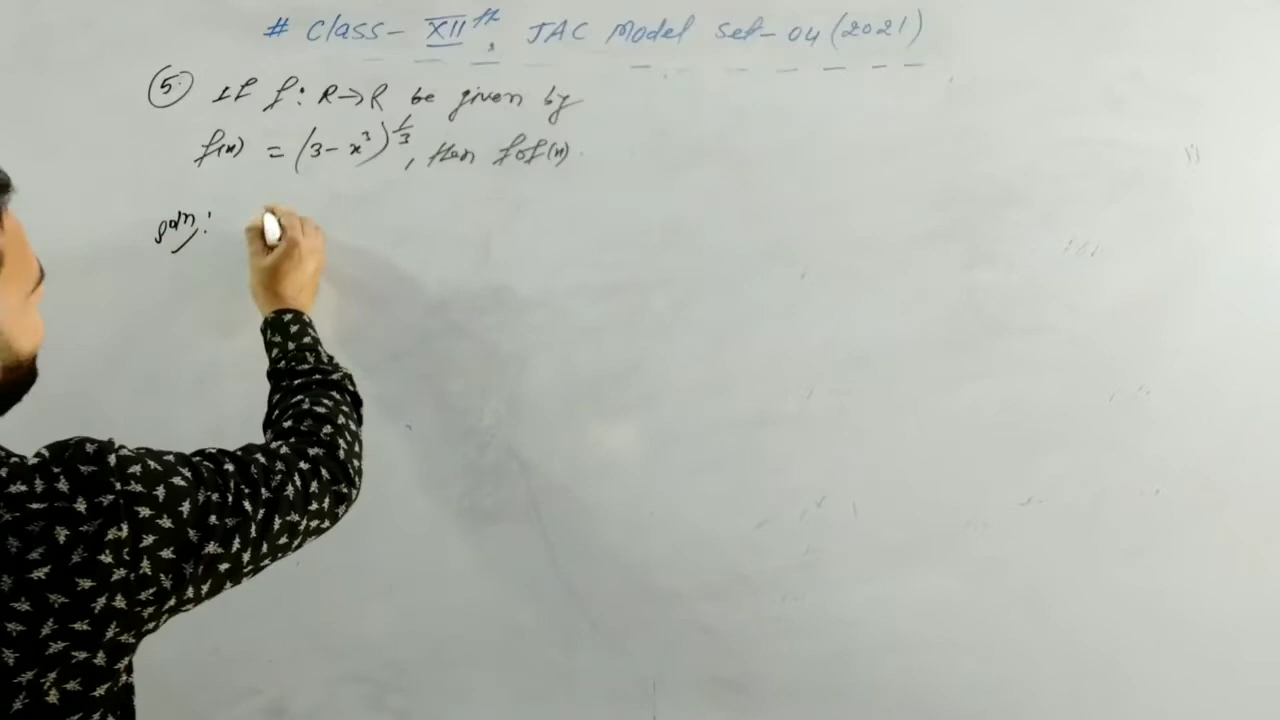 # Class- XIIth, JAC Model Set-04 (2021)
(5.) If f: R→R be given by
f(x) = (3-x³)^1/3, then fof(x).
Soln: